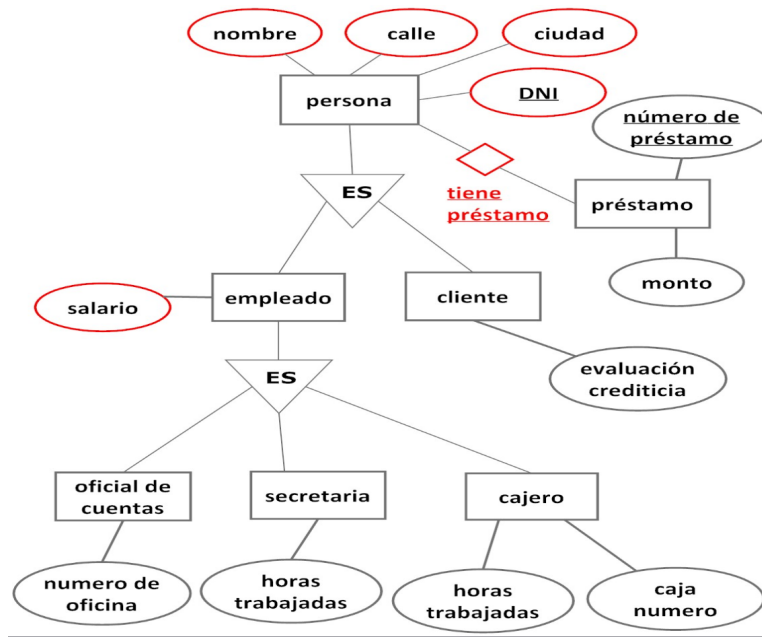 nombre
calle
ciudad
persona
DNI
número de
préstamo
ES
tiene
préstamo
préstamo
salario
empleado
cliente
monto
ES
evaluación
crediticia
oficial de
cuentas
secretaria
cajero
numero de
oficina
horas
trabajadas
horas
trabajadas
caja
numero